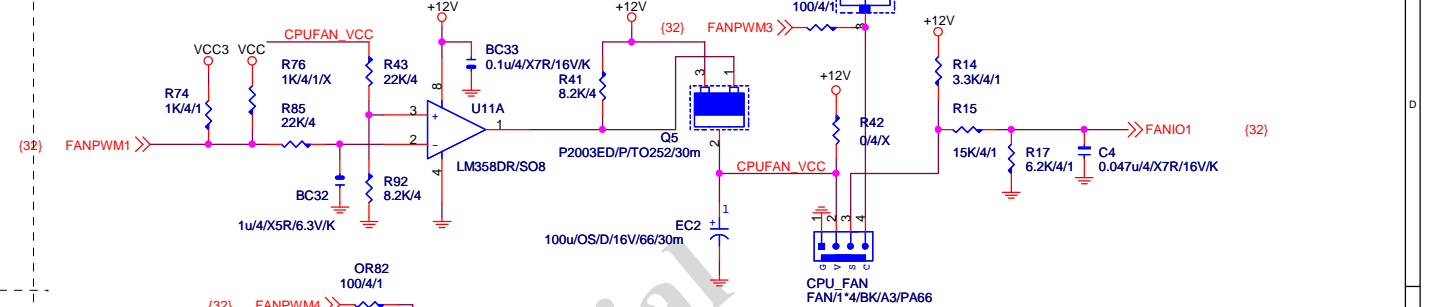 100/4/1
+12V
+12V
{32}
FANPWM3
3
+12V
CPUFAN_VCC
VCC3
VCC
R76
1K/4/1/X
R43
22K/4
BC33
0.1u/4/X7R/16V/K
R41
8.2K/4
3
1
R14
3.3K/4/1
D
R74
1K/4/1
8
+12V
R85
22K/4
3
+
U11A
1
R42
0/4/X
R15
{32}
FANPWM1
2
-
Q5
P2003ED/P/TO252/30m
2
15K/4/1
FANIO1
{32}
LM358DR/SO8
4
CPUFAN_VCC
R17
6.2K/4/1
C4
0.047u/4/X7R/16V/K
BC32
1u/4/X5R/6.3V/K
R92
8.2K/4
1
+
EC2
100u/OS/D/16V/66/30m
1
2
3
4
G
V
S
C
CPU_FAN
FAN/1*4/BK/A3/PA66
OR82
100/4/1
{32}
FANPWM4
ial